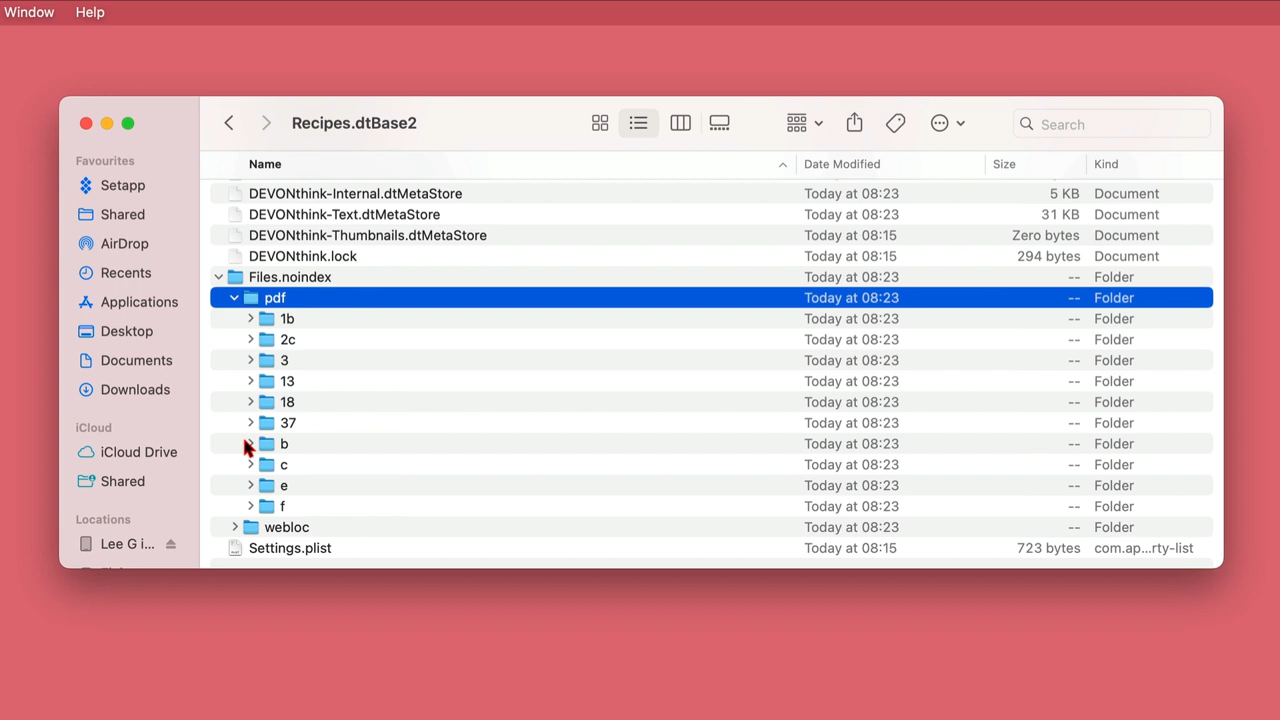 Window Help
Recipes.dtBase2
Search
Favourites
Setapp
Shared
AirDrop
Recents
Applications
Desktop
Documents
Downloads
iCloud
iCloud Drive
Shared
Locations
Lee G i...
Name Date Modified Size Kind
DEVONthink-Internal.dtMetaStore Today at 08:23 5 KB Document
DEVONthink-Text.dtMetaStore Today at 08:23 31 KB Document
DEVONthink-Thumbnails.dtMetaStore Today at 08:15 Zero bytes Document
DEVONthink.lock Today at 08:15 294 bytes Document
Files.noindex Today at 08:23 -- Folder
pdf Today at 08:23 -- Folder
1b Today at 08:23 -- Folder
2c Today at 08:23 -- Folder
3 Today at 08:23 -- Folder
13 Today at 08:23 -- Folder
18 Today at 08:23 -- Folder
37 Today at 08:23 -- Folder
b Today at 08:23 -- Folder
c Today at 08:23 -- Folder
e Today at 08:23 -- Folder
f Today at 08:23 -- Folder
webloc Today at 08:23 -- Folder
Settings.plist Today at 08:15 723 bytes com.ap...rty-list